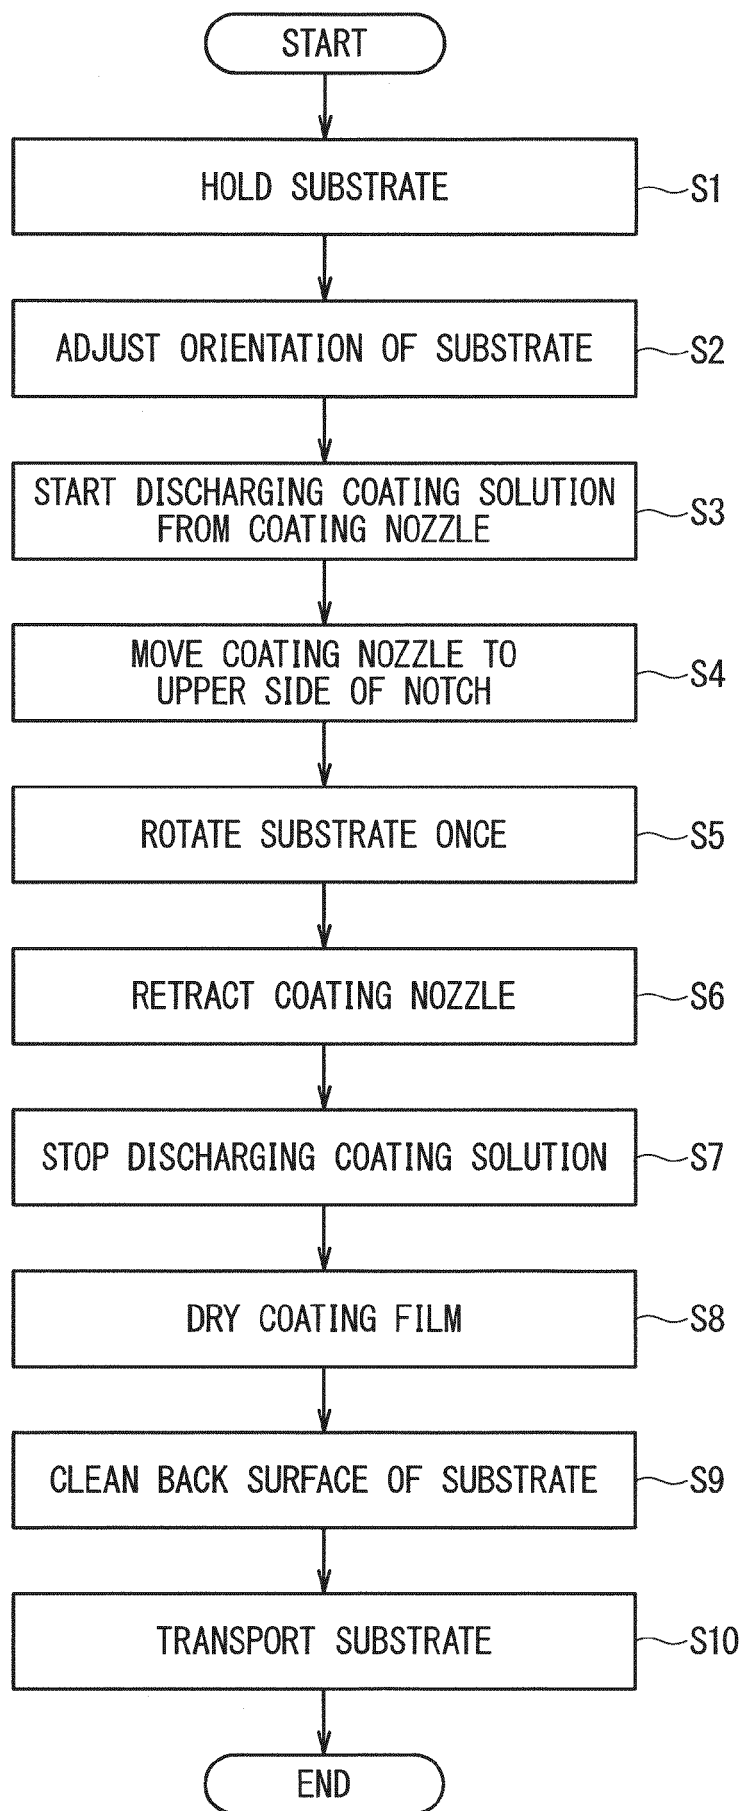 START
HOLD SUBSTRATE
S1
ADJUST ORIENTATION OF SUBSTRATE
S2
START DISCHARGING COATING SOLUTION
FROM COATING NOZZLE
S3
MOVE COATING NOZZLE TO
UPPER SIDE OF NOTCH
S4
ROTATE SUBSTRATE ONCE
S5
RETRACT COATING NOZZLE
S6
STOP DISCHARGING COATING SOLUTION
S7
DRY COATING FILM
S8
CLEAN BACK SURFACE OF SUBSTRATE
S9
TRANSPORT SUBSTRATE
S10
END